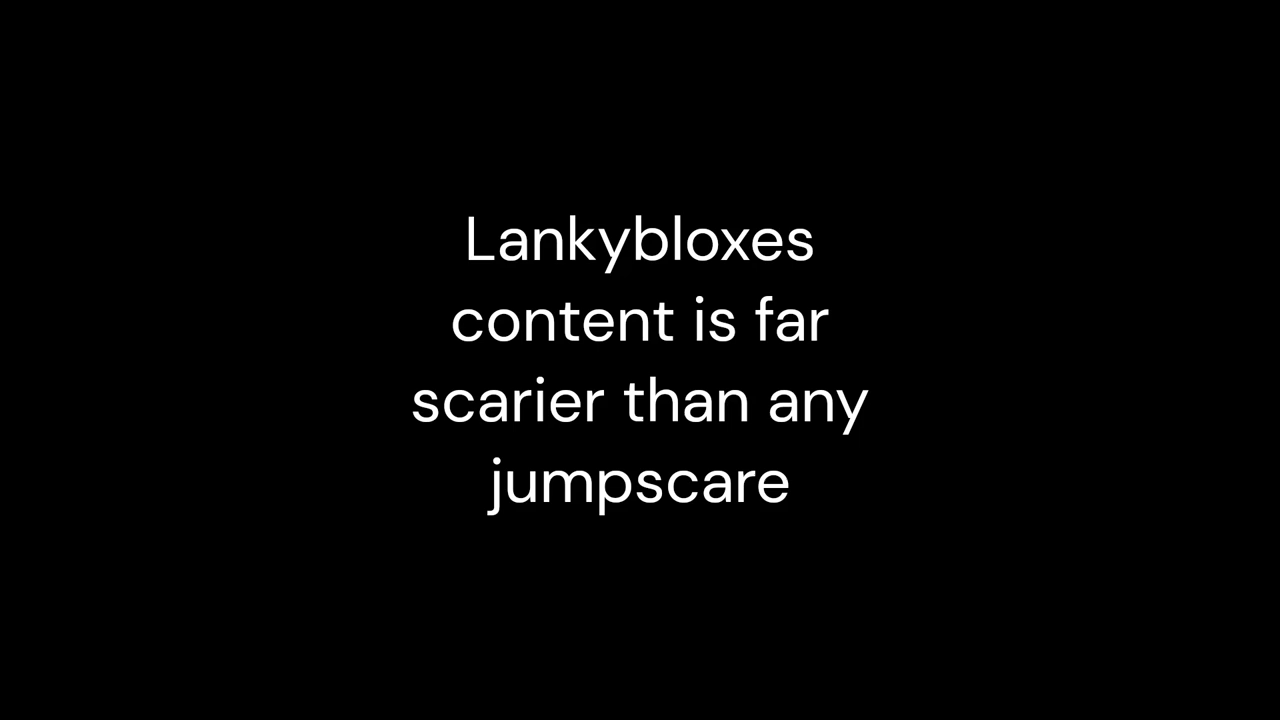 Lankybloxes
content is far
scarier than any
jumpscare